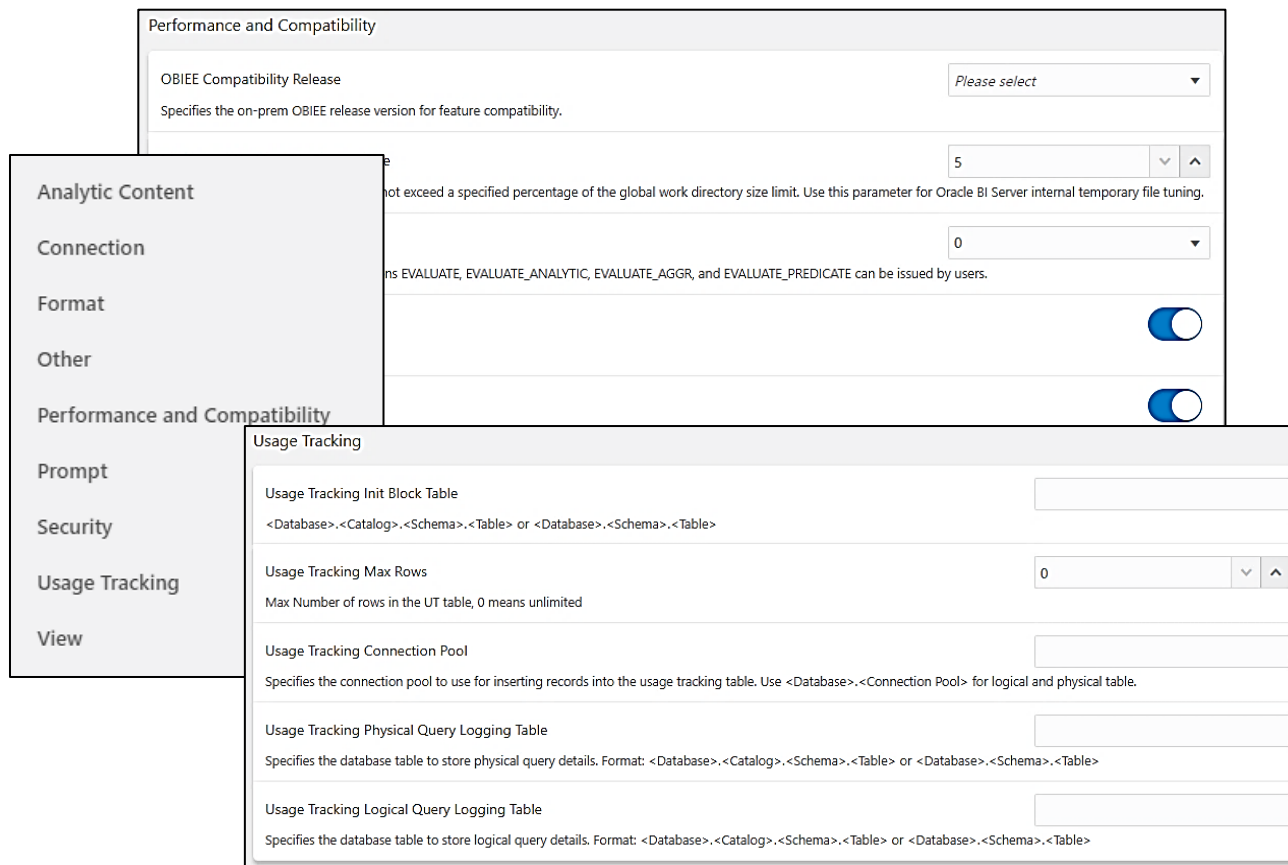 Performance and Compatibility
OBIEE Compatibility Release
Please select
Specifies the on-prem OBIEE release version for feature compatibility.
5
not exceed a specified percentage of the global work directory size limit. Use this parameter for Oracle BI Server internal temporary file tuning.
0
EVALUATE, EVALUATE_ANALYTIC, EVALUATE_AGGR, and EVALUATE_PREDICATE can be issued by users.
Analytic Content
Connection
Format
Other
Performance and Compatibility
Prompt
Security
Usage Tracking
View
Usage Tracking
Usage Tracking Init Block Table
<Database>.<Catalog>.<Schema>.<Table> or <Database>.<Schema>.<Table>
Usage Tracking Max Rows
0
Max Number of rows in the UT table, 0 means unlimited
Usage Tracking Connection Pool
Specifies the connection pool to use for inserting records into the usage tracking table. Use <Database>.<Connection Pool> for logical and physical table.
Usage Tracking Physical Query Logging Table
Specifies the database table to store physical query details. Format: <Database>.<Catalog>.<Schema>.<Table> or <Database>.<Schema>.<Table>
Usage Tracking Logical Query Logging Table
Specifies the database table to store logical query details. Format: <Database>.<Catalog>.<Schema>.<Table> or <Database>.<Schema>.<Table>